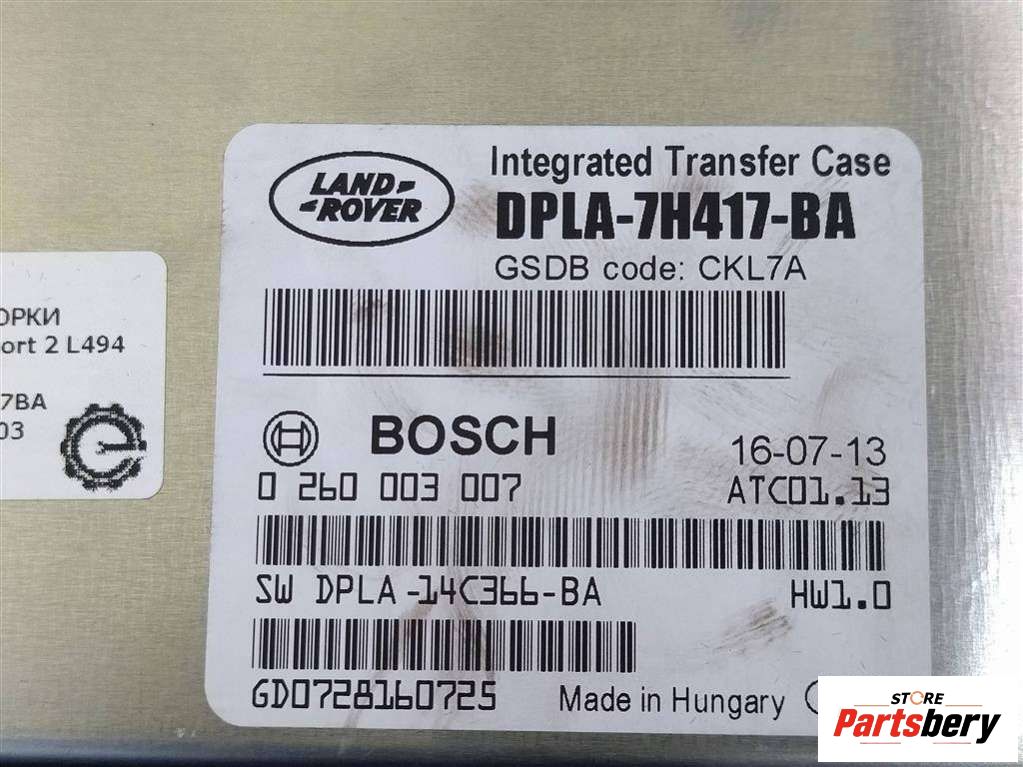 LAND ROVER
Integrated Transfer Case
DPLA-7H417-BA
GSDB code: CKL7A
ort 2 L494
7BA
03
BOSCH
16-07-13
0 260 003 007
ATC01.13
SW DPLA-14C366-BA
HW1.0
GD0728160725
Made in Hungary
STORE
Partsbery